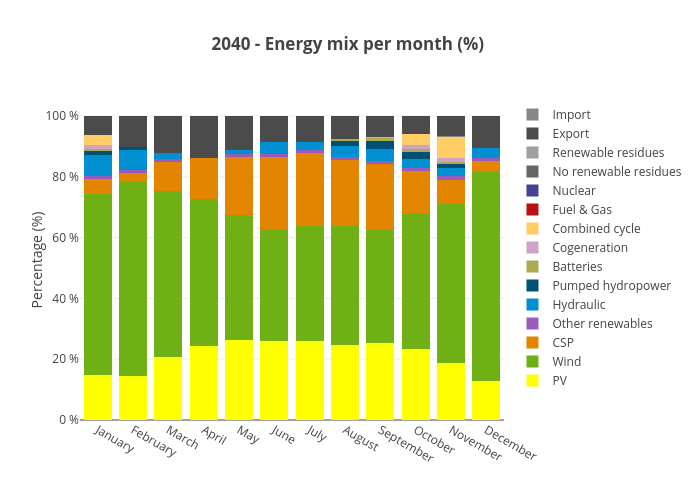 2040 - Energy mix per month (%)
100 %
80 %
60 %
40 %
20 %
0 %
Percentage (%)
January
February
March
April
May
June
July
August
September
October
November
December
Import
Export
Renewable residues
No renewable residues
Nuclear
Fuel & Gas
Combined cycle
Cogeneration
Batteries
Pumped hydropower
Hydraulic
Other renewables
CSP
Wind
PV